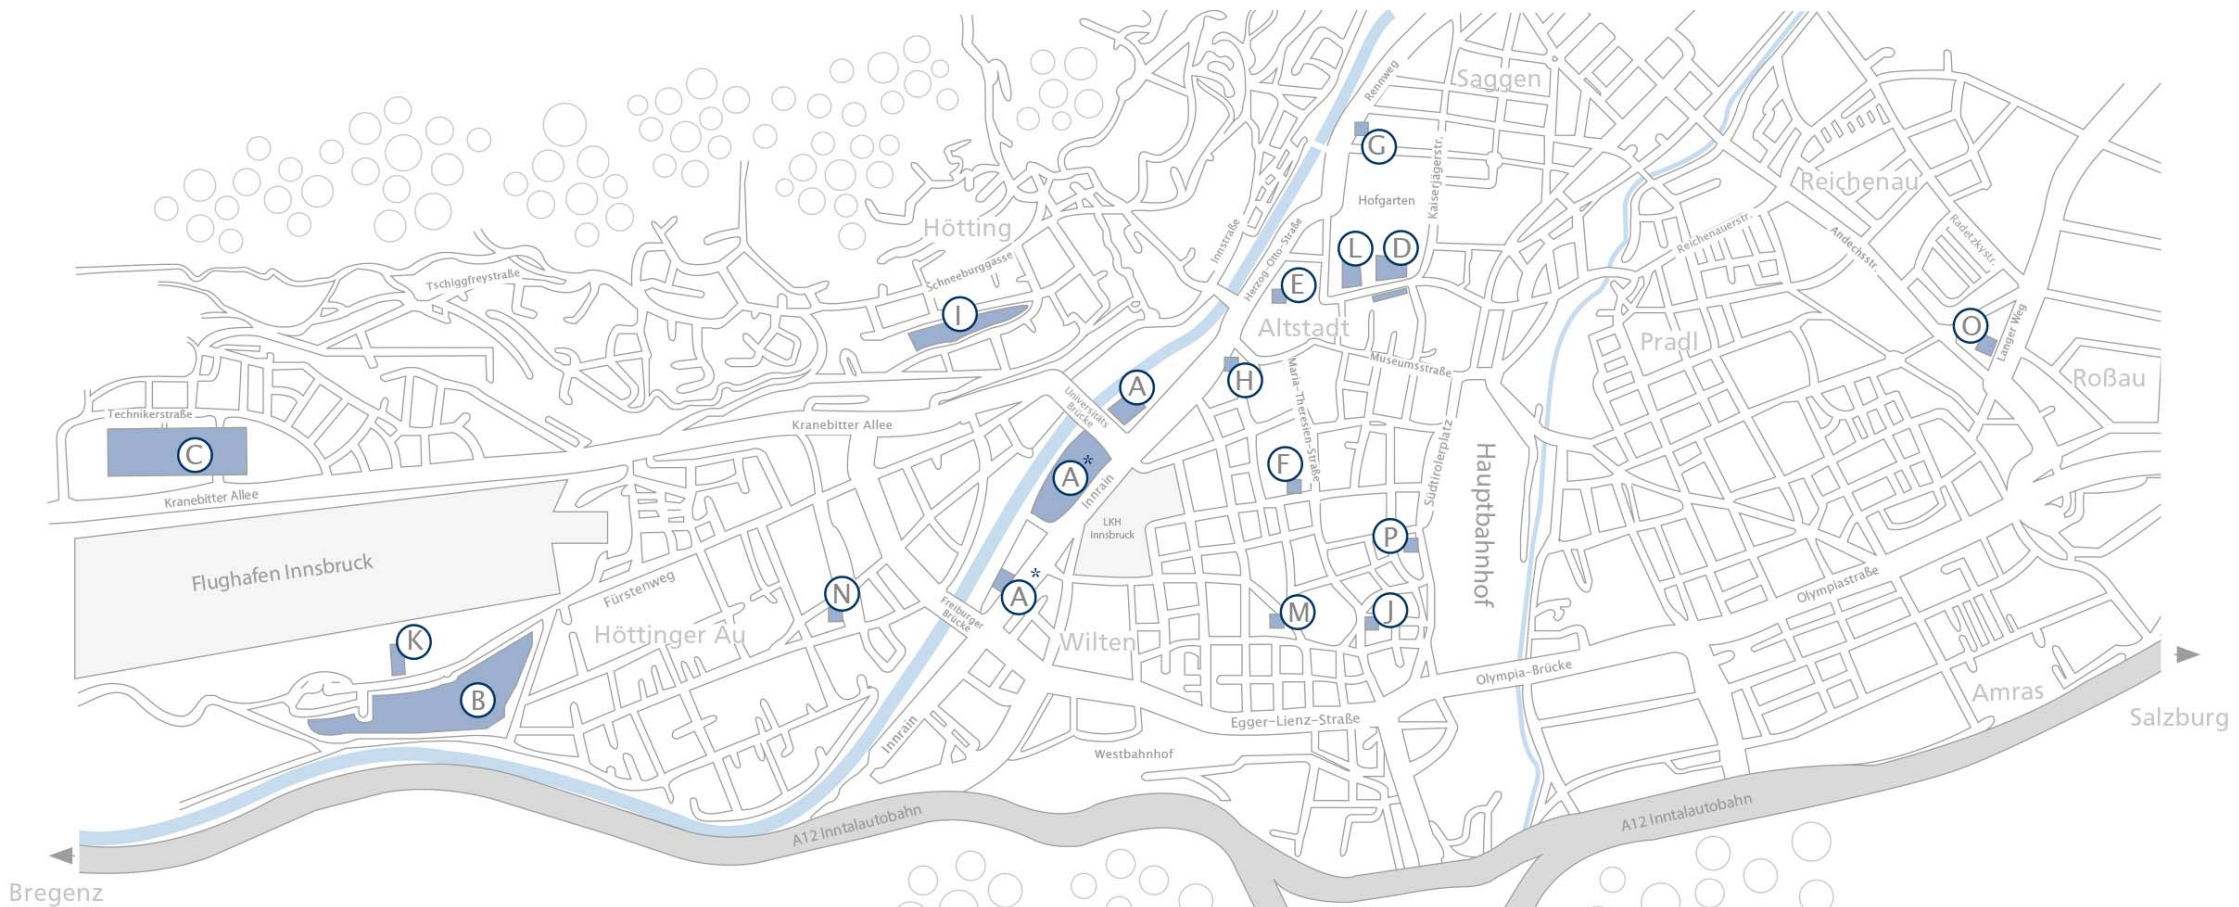 Saggen
Rennweg
G
Kaiserjägerstr.
Reichenau
Hofgarten
Hötting
Innstraße
Herzog-Otto-Straße
L
D
Reichenauerstr.
Andechsstr.
Radetzkystr.
Tschiggfreystraße
Schneeburggasse
E
I
Altstadt
Pradl
O
Langer Weg
Museumsstraße
Roßau
H
A
Maria-Theresien-Straße
Universitäts
Brücke
Technikerstraße
Kranebitter Allee
C
Kranebitter Allee
A*
Innrain
F
Südtirolerplatz
Hauptbahnhof
LKH
Innsbruck
P
Flughafen Innsbruck
Fürstenweg
N
A*
Freiburger
Brücke
M
J
Olympiastraße
K
Höttinger Au
Wilten
Olympia-Brücke
B
Amras
Salzburg
Innrain
Egger-Lienz-Straße
Westbahnhof
A12 Inntalautobahn
A12 Inntalautobahn
Bregenz